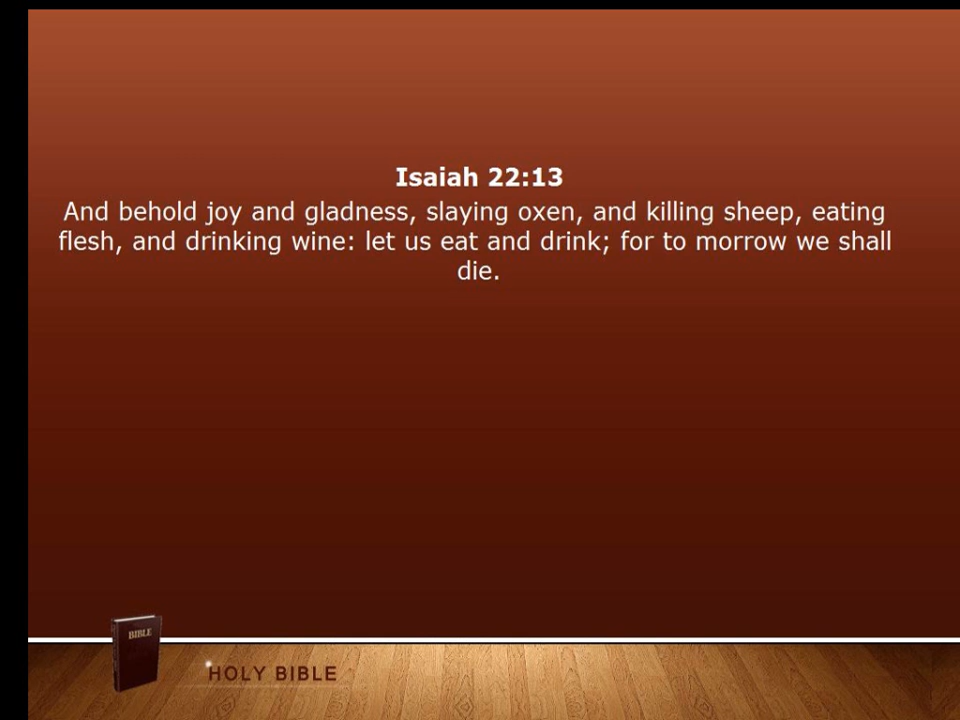 Isaiah 22:13
And behold joy and gladness, slaying oxen, and killing sheep, eating
flesh, and drinking wine: let us eat and drink; for to morrow we shall
die.
BIBLE
HOLY BIBLE